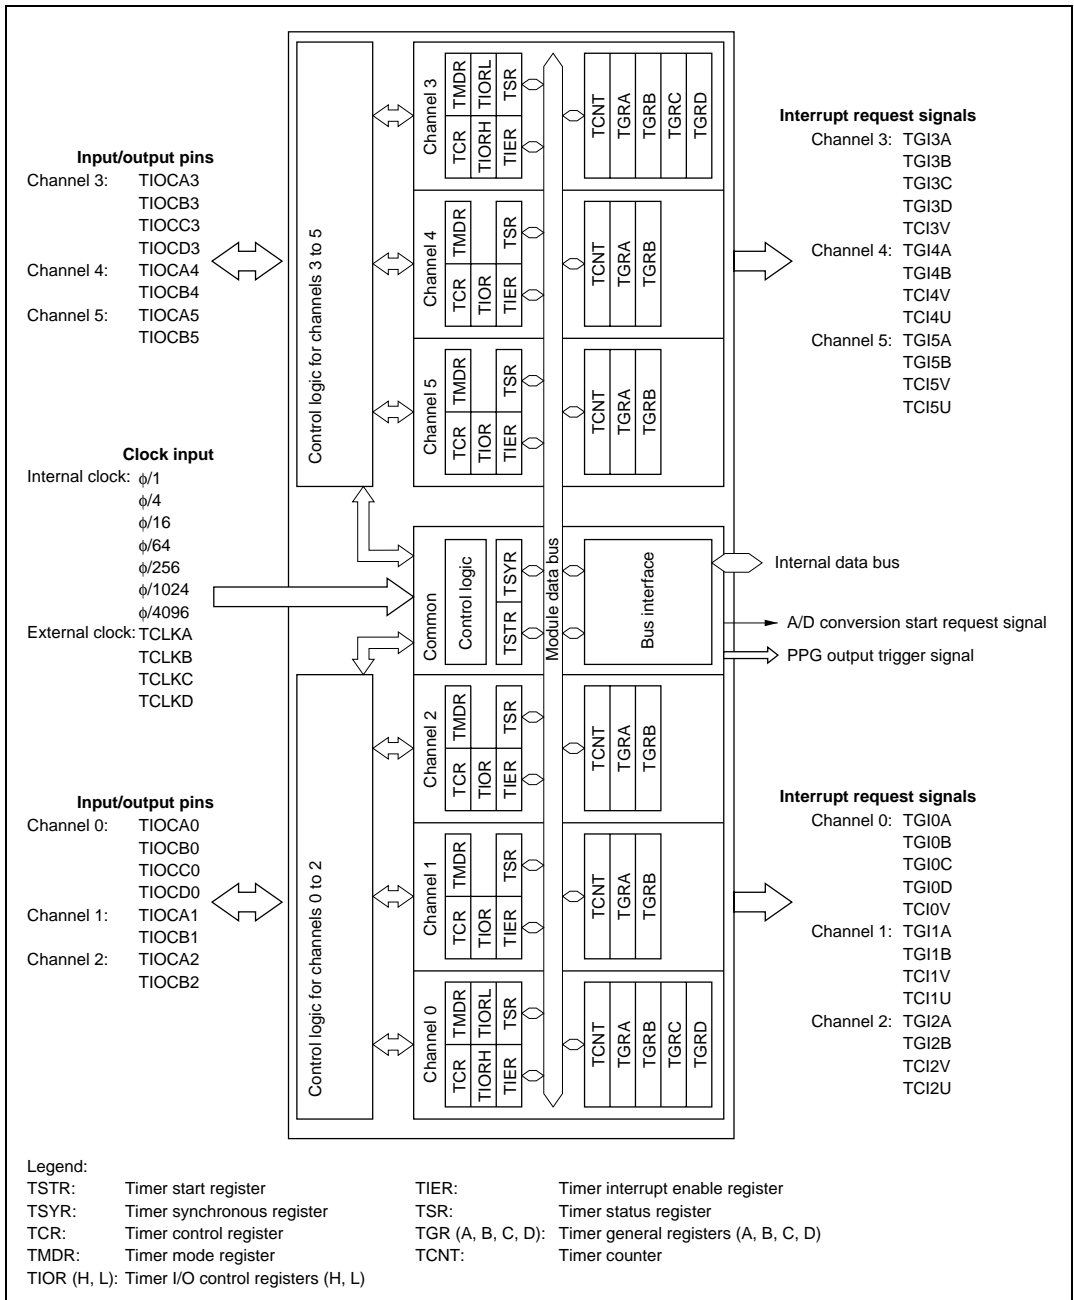 Input/output pins
Channel 3: TIOCA3
TIOCB3
TIOCC3
TIOCD3
Channel 4: TIOCA4
TIOCB4
Channel 5: TIOCA5
TIOCB5
Clock input
Internal clock: ϕ/1
ϕ/4
ϕ/16
ϕ/64
ϕ/256
ϕ/1024
ϕ/4096
External clock: TCLKA
TCLKB
TCLKC
TCLKD
Input/output pins
Channel 0: TIOCA0
TIOCB0
TIOCC0
TIOCD0
Channel 1: TIOCA1
TIOCB1
Channel 2: TIOCA2
TIOCB2
Control logic for channels 3 to 5
Control logic for channels 0 to 2
Channel 3
TCR TMDR
TIORH TIORL
TIER TSR
TCNT
TGRA
TGRB
TGRC
TGRD
Channel 4
TCR TMDR
TIOR
TIER TSR
TCNT
TGRA
TGRB
Channel 5
TCR TMDR
TIOR
TIER TSR
TCNT
TGRA
TGRB
Common
Control logic
TSTR TSYR
Module data bus
Bus interface
Channel 2
TCR TMDR
TIOR
TIER TSR
TCNT
TGRA
TGRB
Channel 1
TCR TMDR
TIOR
TIER TSR
TCNT
TGRA
TGRB
Channel 0
TCR TMDR
TIORH TIORL
TIER TSR
TCNT
TGRA
TGRB
TGRC
TGRD
Interrupt request signals
Channel 3: TGI3A
TGI3B
TGI3C
TGI3D
TCI3V
Channel 4: TGI4A
TGI4B
TCI4V
TCI4U
Channel 5: TGI5A
TGI5B
TCI5V
TCI5U
Internal data bus
A/D conversion start request signal
PPG output trigger signal
Interrupt request signals
Channel 0: TGI0A
TGI0B
TGI0C
TGI0D
TCI0V
Channel 1: TGI1A
TGI1B
TCI1V
TCI1U
Channel 2: TGI2A
TGI2B
TCI2V
TCI2U
Legend:
TSTR: Timer start register
TSYR: Timer synchronous register
TCR: Timer control register
TMDR: Timer mode register
TIOR (H, L): Timer I/O control registers (H, L)
TIER: Timer interrupt enable register
TSR: Timer status register
TGR (A, B, C, D): Timer general registers (A, B, C, D)
TCNT: Timer counter